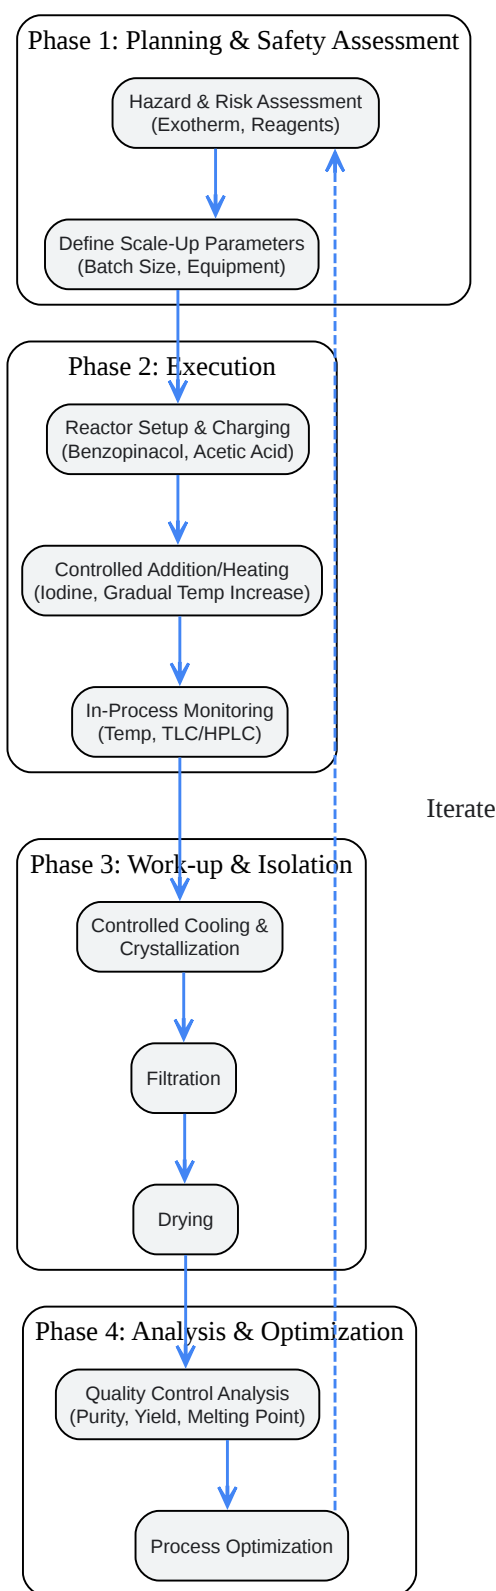 Phase 1: Planning & Safety Assessment
Hazard & Risk Assessment
(Exotherm, Reagents)
Define Scale-Up Parameters
(Batch Size, Equipment)
Phase 2: Execution
Reactor Setup & Charging
(Benzopinacol, Acetic Acid)
Controlled Addition/Heating
(Iodine, Gradual Temp Increase)
In-Process Monitoring
(Temp, TLC/HPLC)
Iterate
Phase 3: Work-up & Isolation
Controlled Cooling &
Crystallization
Filtration
Drying
Phase 4: Analysis & Optimization
Quality Control Analysis
(Purity, Yield, Melting Point)
Process Optimization